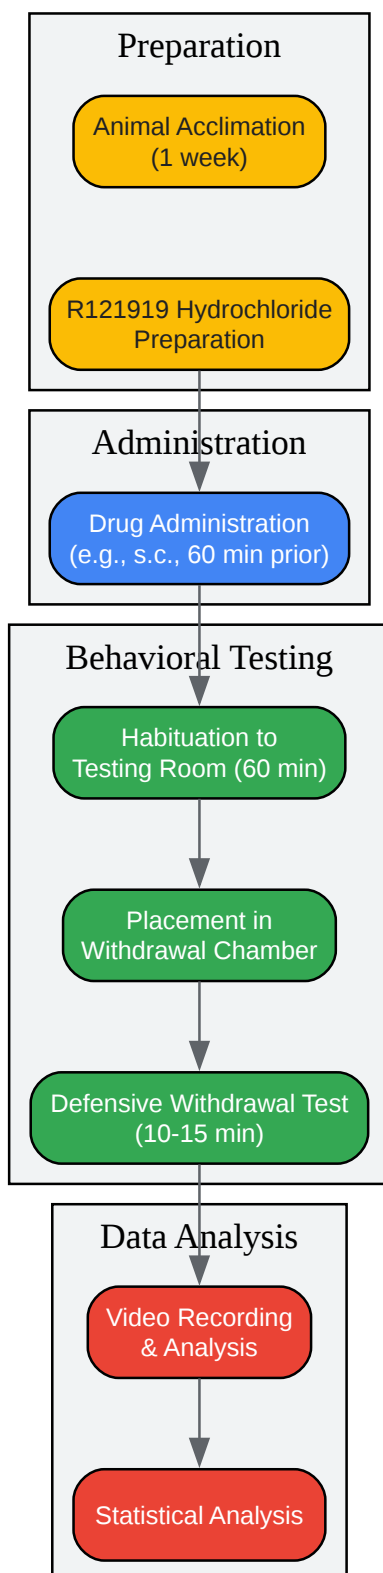 Preparation
Animal Acclimation
(1 week)
R121919 Hydrochloride
Preparation
Administration
Drug Administration
(e.g., s.c., 60 min prior)
Behavioral Testing
Habituation to
Testing Room (60 min)
Placement in
Withdrawal Chamber
Defensive Withdrawal Test
(10-15 min)
Data Analysis
Video Recording
& Analysis
Statistical Analysis